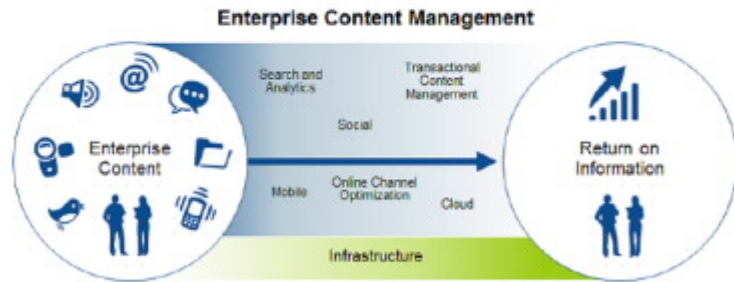 Enterprise Content Management
Search and
Analytics
Transactional
Content
Management
Social
Enterprise
Content
Return on
Information
Mobile
Online Channel
Optimization
Cloud
Infrastructure